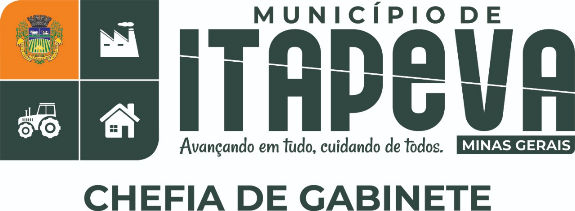 MUNICÍPIO DE
ITAPEVA
Avançando em tudo, cuidando de todos.
MINAS GERAIS
CHEFIA DE GABINETE